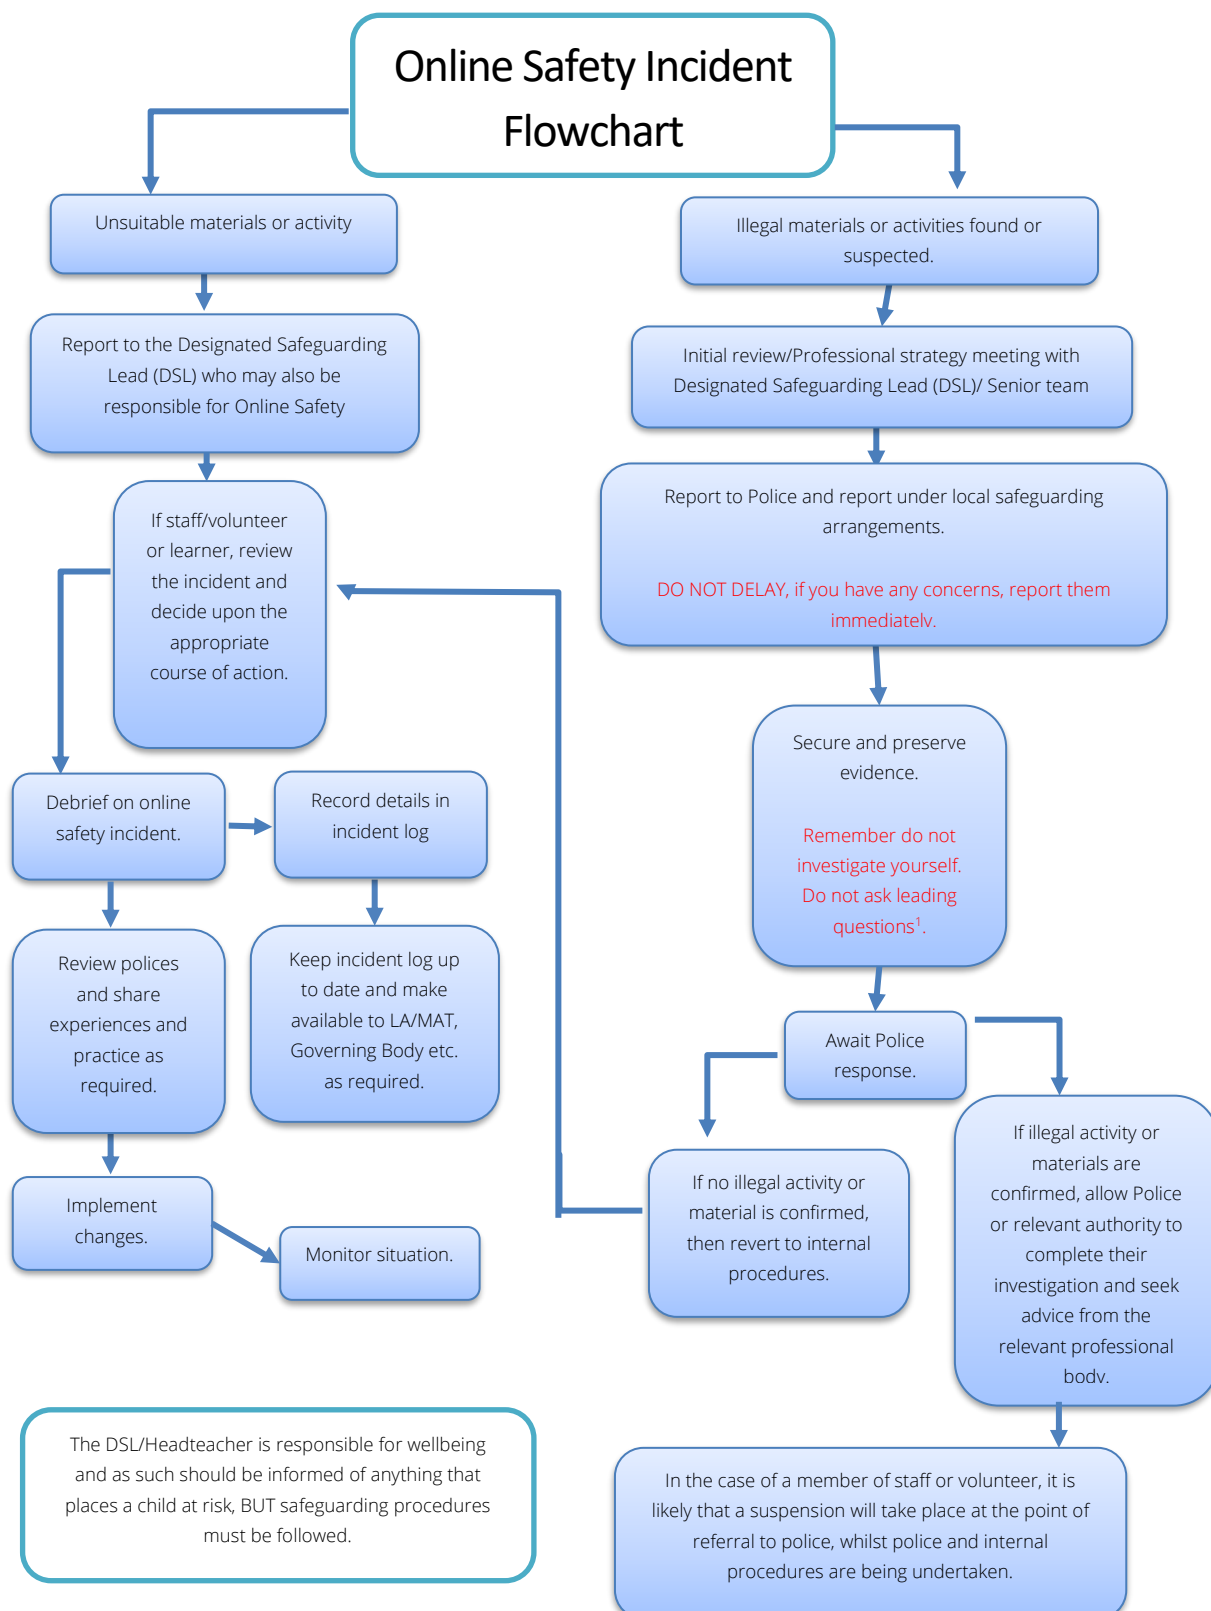 Online Safety Incident
Flowchart
Unsuitable materials or activity
Report to the Designated Safeguarding
Lead (DSL) who may also be
responsible for Online Safety
If staff/volunteer
or learner, review
the incident and
decide upon the
appropriate
course of action.
Debrief on online
safety incident.
Record details in
incident log
Review polices
and share
experiences and
practice as
required.
Keep incident log up
to date and make
available to LA/MAT,
Governing Body etc.
as required.
Implement
changes.
Monitor situation.
Illegal materials or activities found or
suspected.
Initial review/Professional strategy meeting with
Designated Safeguarding Lead (DSL)/ Senior team
Report to Police and report under local safeguarding
arrangements.
DO NOT DELAY, if you have any concerns, report them
immediately.
Secure and preserve
evidence.
Remember do not
investigate yourself.
Do not ask leading
questions¹.
Await Police
response.
If no illegal activity or
material is confirmed,
then revert to internal
procedures.
If illegal activity or
materials are
confirmed, allow Police
or relevant authority to
complete their
investigation and seek
advice from the
relevant professional
body.
In the case of a member of staff or volunteer, it is
likely that a suspension will take place at the point of
referral to police, whilst police and internal
procedures are being undertaken.
The DSL/Headteacher is responsible for wellbeing
and as such should be informed of anything that
places a child at risk, BUT safeguarding procedures
must be followed.